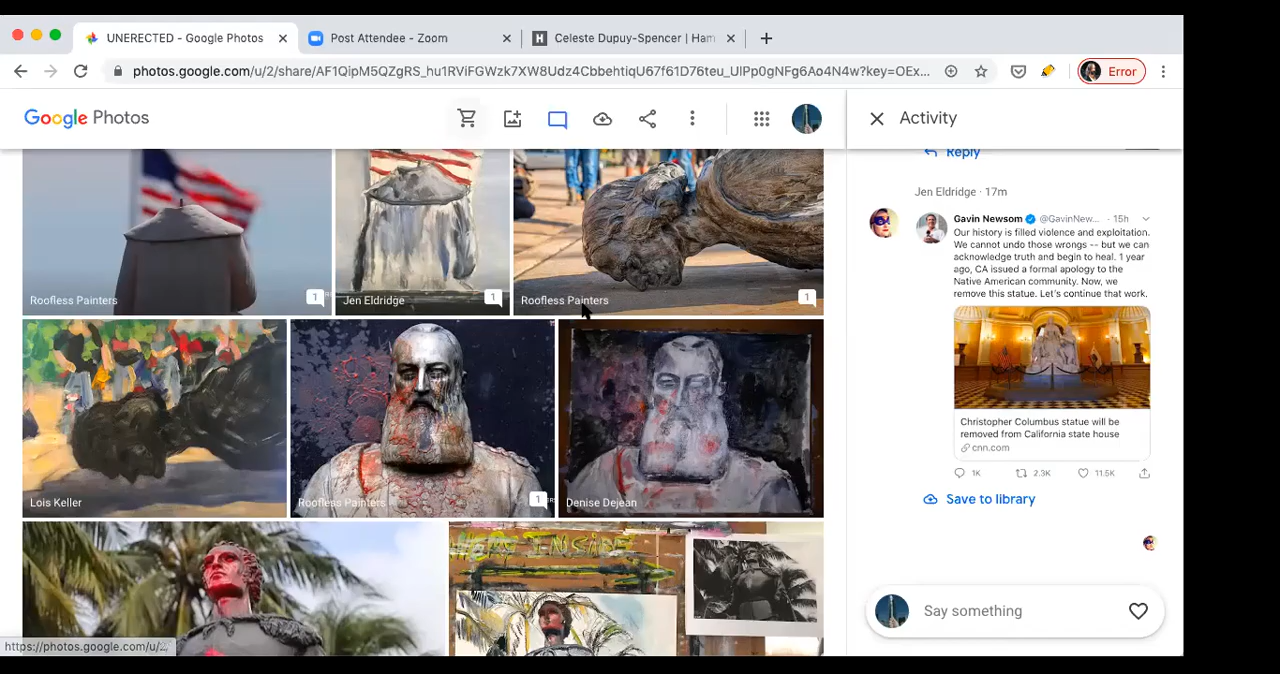 UNERECTED - Google Photos
Post Attendee - Zoom
Celeste Dupuy-Spencer | Ham
photos.google.com/u/2/share/AF1QipM5QZgRS_hu1RViFGWzk7XW8Udz4CbbehtiqU67f61D76teu_UlPp0gNFg6Ao4N4w?key=OEx...
Error
Google Photos
Activity
Reply
Jen Eldridge · 17m
Gavin Newsom @GavinNew... · 15h
Our history is filled violence and exploitation.
We cannot undo those wrongs -- but we can
acknowledge truth and begin to heal. 1 year
ago, CA issued a formal apology to the
Native American community. Now, we
remove this statue. Let's continue that work.
Christopher Columbus statue will be
removed from California state house
cnn.com
1K 2.3K 11.5K
Save to library
Say something
Roofless Painters 1
Jen Eldridge 1
Roofless Painters 1
Lois Keller
Roofless Painters 1
Denise Dejean
INSIDE
https://photos.google.com/u/...